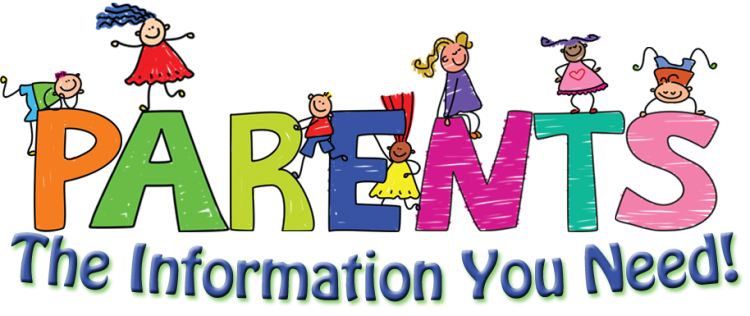 PARENTS
The Information You Need!